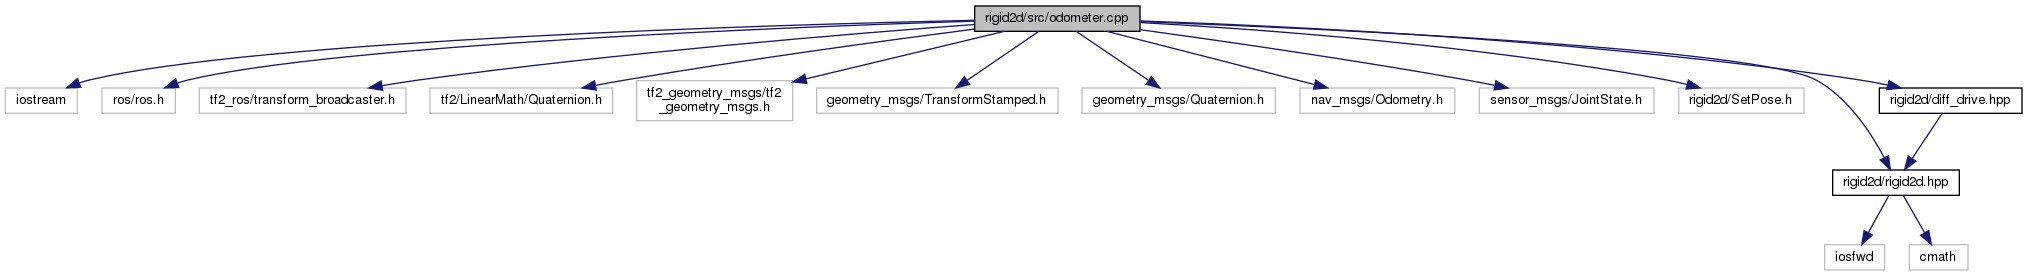 rigid2d/src/odometer.cpp
iostream
ros/ros.h
tf2_ros/transform_broadcaster.h
tf2/LinearMath/Quaternion.h
tf2_geometry_msgs/tf2
_geometry_msgs.h
geometry_msgs/TransformStamped.h
geometry_msgs/Quaternion.h
nav_msgs/Odometry.h
sensor_msgs/JointState.h
rigid2d/SetPose.h
rigid2d/diff_drive.hpp
rigid2d/rigid2d.hpp
iosfwd
cmath